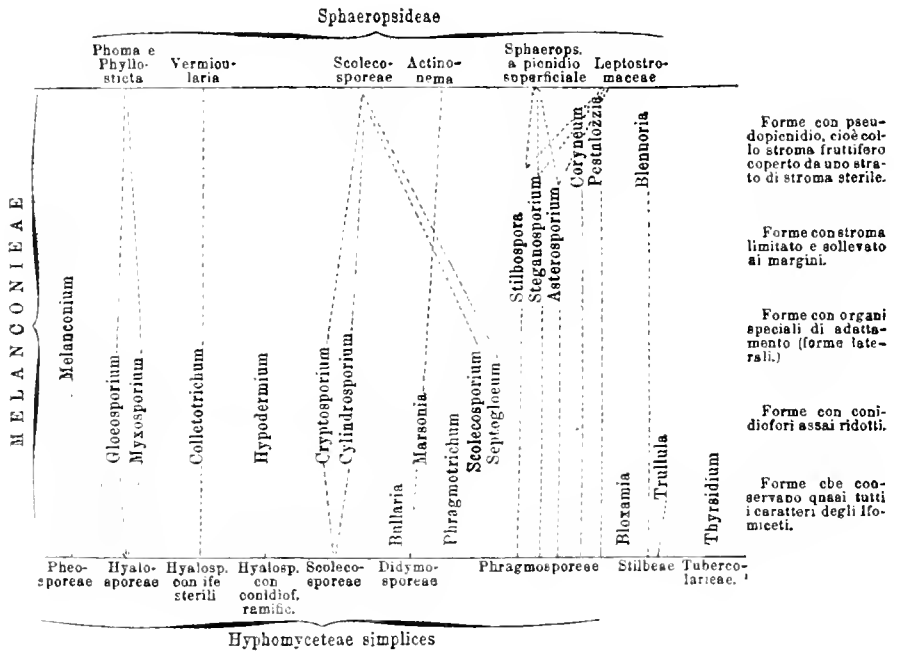 Sphaeropsideae
Phoma e
Phyllo-
sticta
Vermicu-
laria
Scoleco-
sporeae
Actino-
nema
Sphaerops.
a picnidio
superficiale
Leptostro-
maceae
MELANCONIEAE
Melanconium
Gloeosporium
Myxosporium
Colletotrichum
Hypodermium
Cryptosporium
Cylindrosporium
Bullaria
Marsonia
Phragmotrichum
Scolecosporium
Septogloeum
Stilbospora
Steganosporium
Asterosporium
Coryneum
Pestalozzia
Blennoria
Bloxamia
Trullula
Thyrsidium
Forme con pseu-
dopicnidio, cioè col-
lo stroma fruttifero
coperto da uno stra-
to di stroma sterile.
Forme con stroma
limitato e sollevato
ai margini.
Forme con organi
speciali di adatta-
mento (forme late-
rali.)
Forme con coni-
diofori assai ridotti.
Forme che con-
servano quasi tutti
i caratteri degli Ifo-
miceti.
Pheo-
sporeae
Hyalo-
sporeae
Hyalosp.
con ife
sterili
Hyalosp.
con
conidiof.
ramific.
Scoleco-
sporeae
Didymo-
sporeae
Phragmosporeae
Stilbeae
Tuberco-
larieae.
Hyphomyceteae simplices